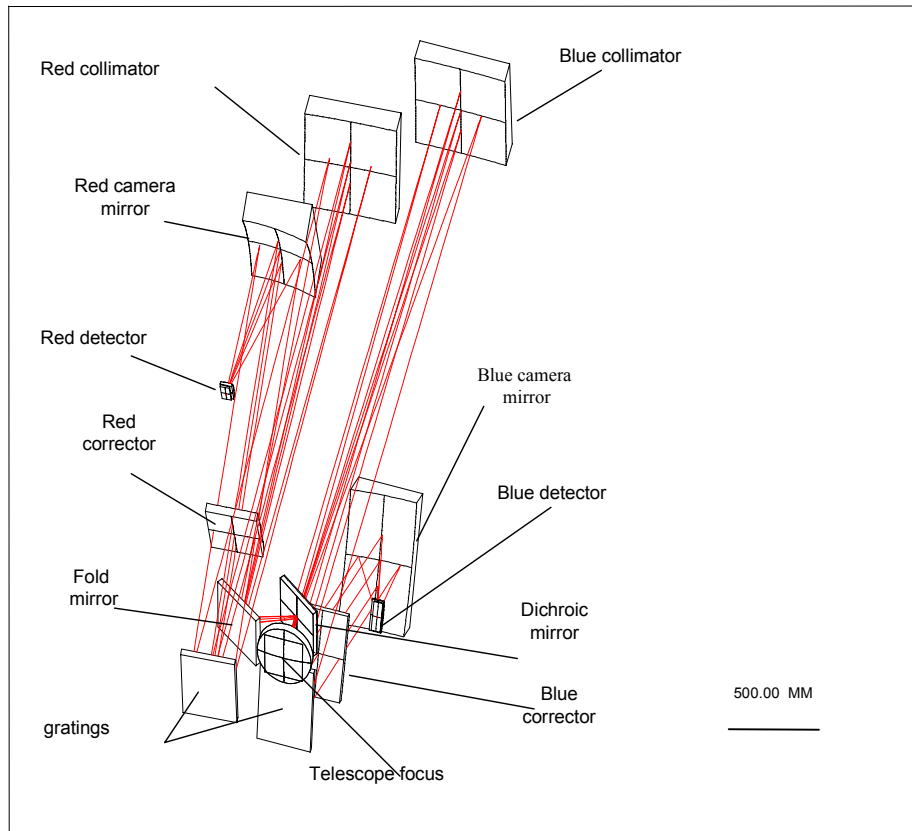 Blue collimator
Red collimator
Red camera
mirror
Red detector
Blue camera
mirror
Red
corrector
Blue detector
Fold
mirror
Dichroic
mirror
Blue
corrector
500.00 MM
gratings
Telescope focus